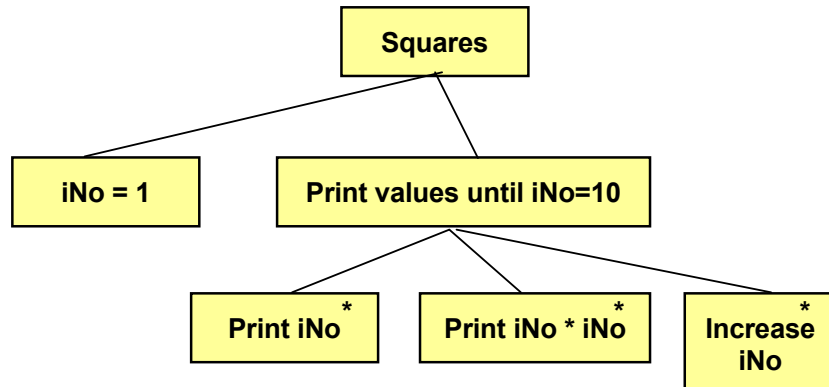 Squares
iNo = 1
Print values until iNo=10
Print iNo *
Print iNo * iNo *
Increase *
iNo